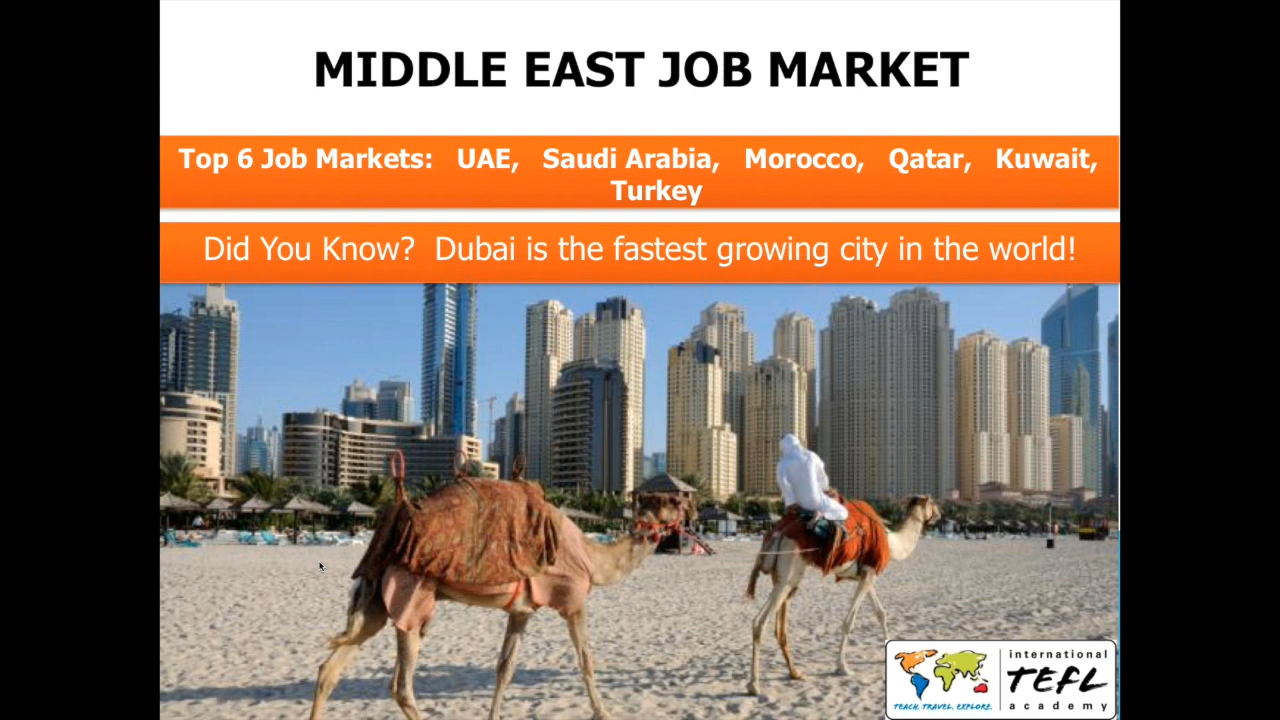 MIDDLE EAST JOB MARKET
Top 6 Job Markets: UAE, Saudi Arabia, Morocco, Qatar, Kuwait,
Turkey
Did You Know? Dubai is the fastest growing city in the world!
international
TEFL
TEACH. TRAVEL. EXPLORE.
academy